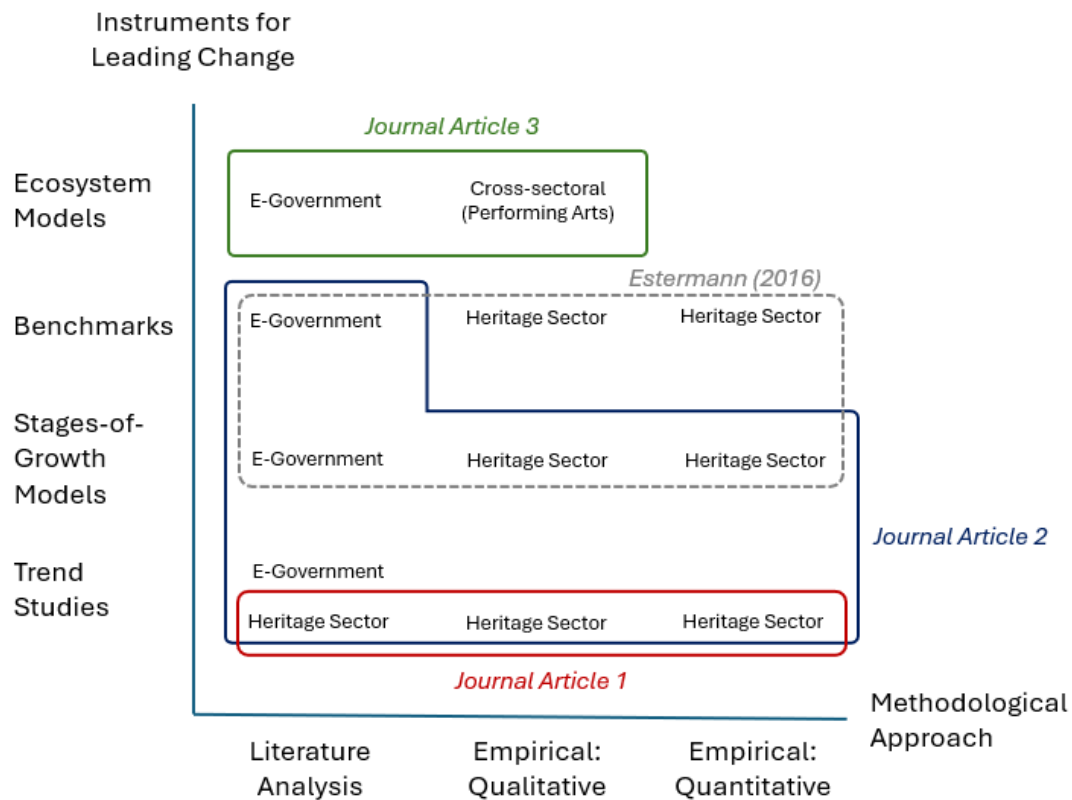 Instruments for
Leading Change
Journal Article 3
Ecosystem
Models
E-Government
Cross-sectoral
(Performing Arts)
Estermann (2016)
Benchmarks
E-Government
Heritage Sector
Heritage Sector
Stages-of-
Growth
Models
E-Government
Heritage Sector
Heritage Sector
Journal Article 2
Trend
Studies
E-Government
Heritage Sector
Heritage Sector
Heritage Sector
Journal Article 1
Methodological
Approach
Literature
Analysis
Empirical:
Qualitative
Empirical:
Quantitative